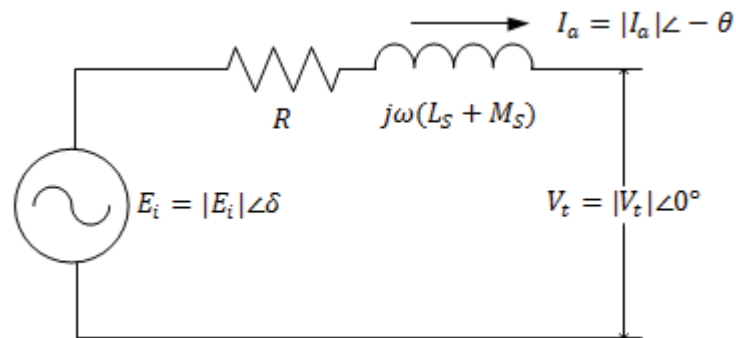 I_a = |I_a|∠ − θ
R
jω(L_S + M_S)
E_i = |E_i|∠δ
V_t = |V_t|∠0°